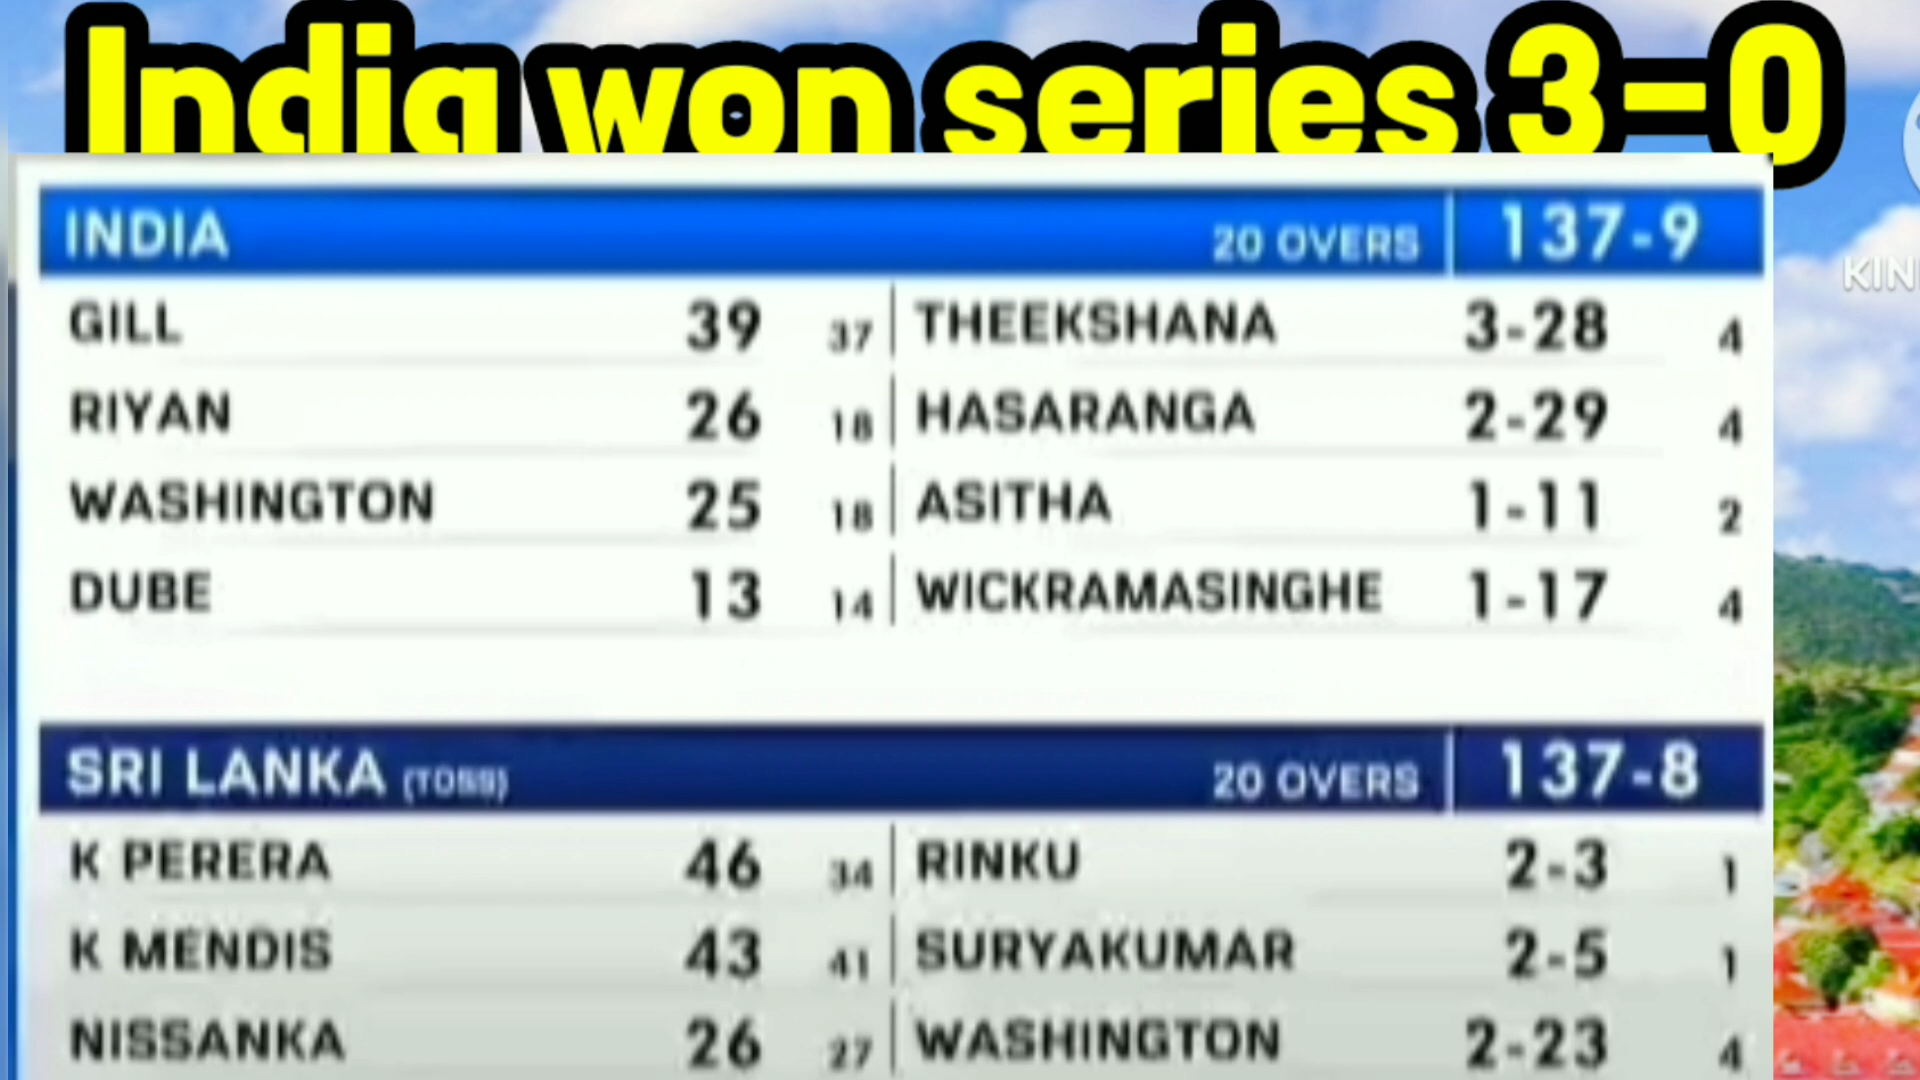 India won series 3-0
INDIA 20 OVERS 137-9
GILL 39 37 THEEKSHANA 3-28 4
RIYAN 26 18 HASARANGA 2-29 4
WASHINGTON 25 18 ASITHA 1-11 2
DUBE 13 14 WICKRAMASINGHE 1-17 4
SRI LANKA (TOSS) 20 OVERS 137-8
K PERERA 46 34 RINKU 2-3 1
K MENDIS 43 41 SURYAKUMAR 2-5 1
NISSANKA 26 27 WASHINGTON 2-23 4
KIN